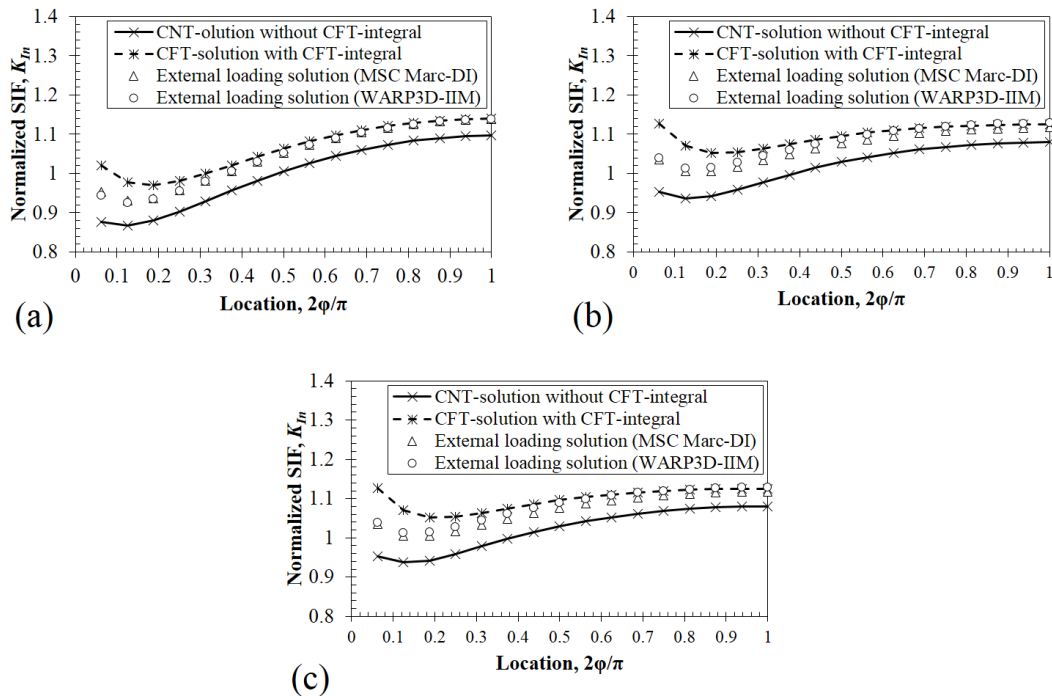 1.4
1.3
1.2
1.1
1
0.9
0.8
Normalized SIF, K_In
CNT-olution without CFT-integral
CFT-solution with CFT-integral
External loading solution (MSC Marc-DI)
External loading solution (WARP3D-IIM)
0 0.1 0.2 0.3 0.4 0.5 0.6 0.7 0.8 0.9 1
Location, 2φ/π
(a)
1.4
1.3
1.2
1.1
1
0.9
0.8
Normalized SIF, K_In
CNT-solution without CFT-integral
CFT-solution with CFT-integral
External loading solution (MSC Marc-DI)
External loading solution (WARP3D-IIM)
0 0.1 0.2 0.3 0.4 0.5 0.6 0.7 0.8 0.9 1
Location, 2φ/π
(b)
1.4
1.3
1.2
1.1
1
0.9
0.8
Normalized SIF, K_In
CNT-solution without CFT-integral
CFT-solution with CFT-integral
External loading solution (MSC Marc-DI)
External loading solution (WARP3D-IIM)
0 0.1 0.2 0.3 0.4 0.5 0.6 0.7 0.8 0.9 1
Location, 2φ/π
(c)